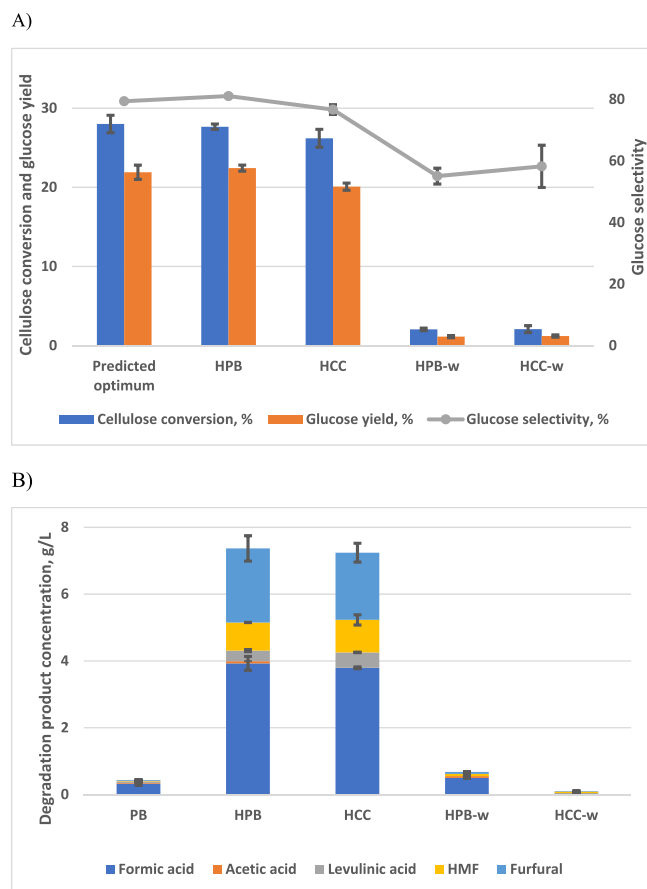 A)
Cellulose conversion and glucose yield
30
20
10
0
80
60
40
20
0
Glucose selectivity
Predicted optimum HPB HCC HPB-w HCC-w
Cellulose conversion, % Glucose yield, % Glucose selectivity, %
B)
Degradation product concentration, g/L
8
6
4
2
0
PB HPB HCC HPB-w HCC-w
Formic acid Acetic acid Levulinic acid HMF Furfural